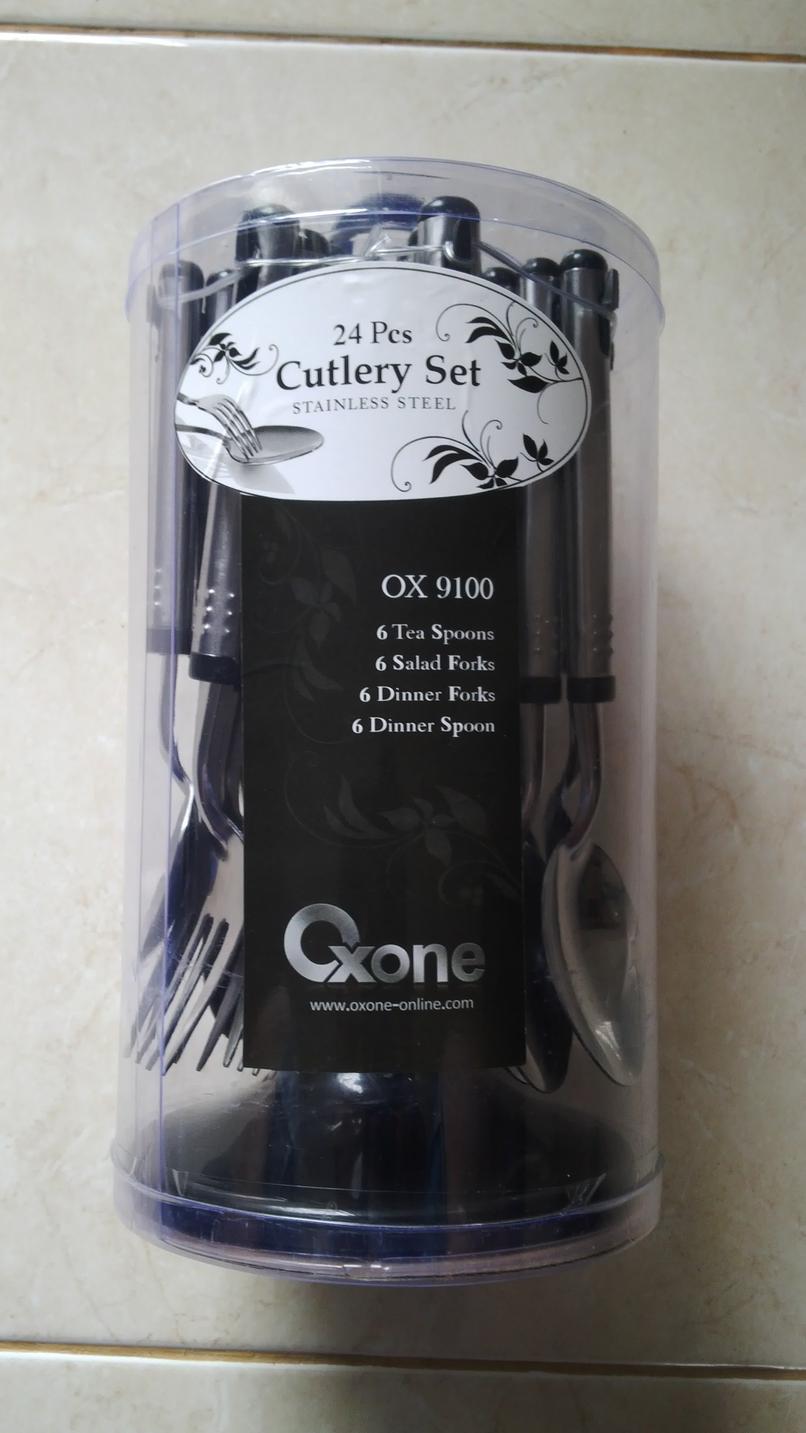 24 Pcs
Cutlery Set
STAINLESS STEEL
OX 9100
6 Tea Spoons
6 Salad Forks
6 Dinner Forks
6 Dinner Spoon
Oxone
www.oxone-online.com